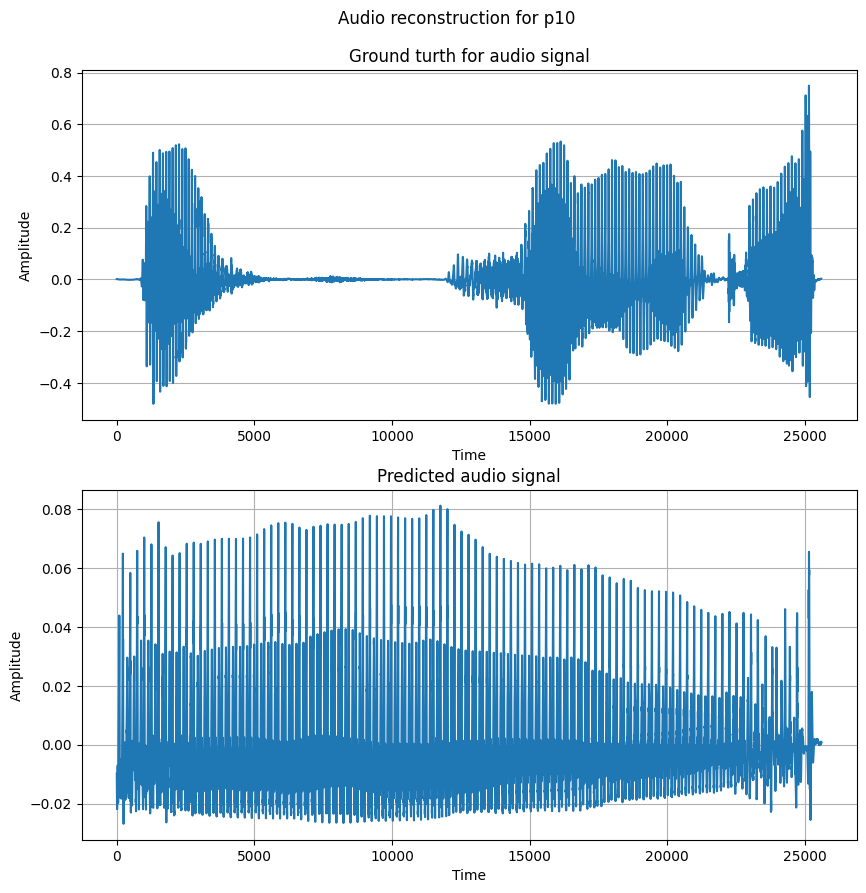 Audio reconstruction for p10
Ground turth for audio signal
0.8
0.6
0.4
0.2
0.0
−0.2
−0.4
Amplitude
0 5000 10000 15000 20000 25000
Time
Predicted audio signal
0.08
0.06
0.04
0.02
0.00
−0.02
Amplitude
0 5000 10000 15000 20000 25000
Time